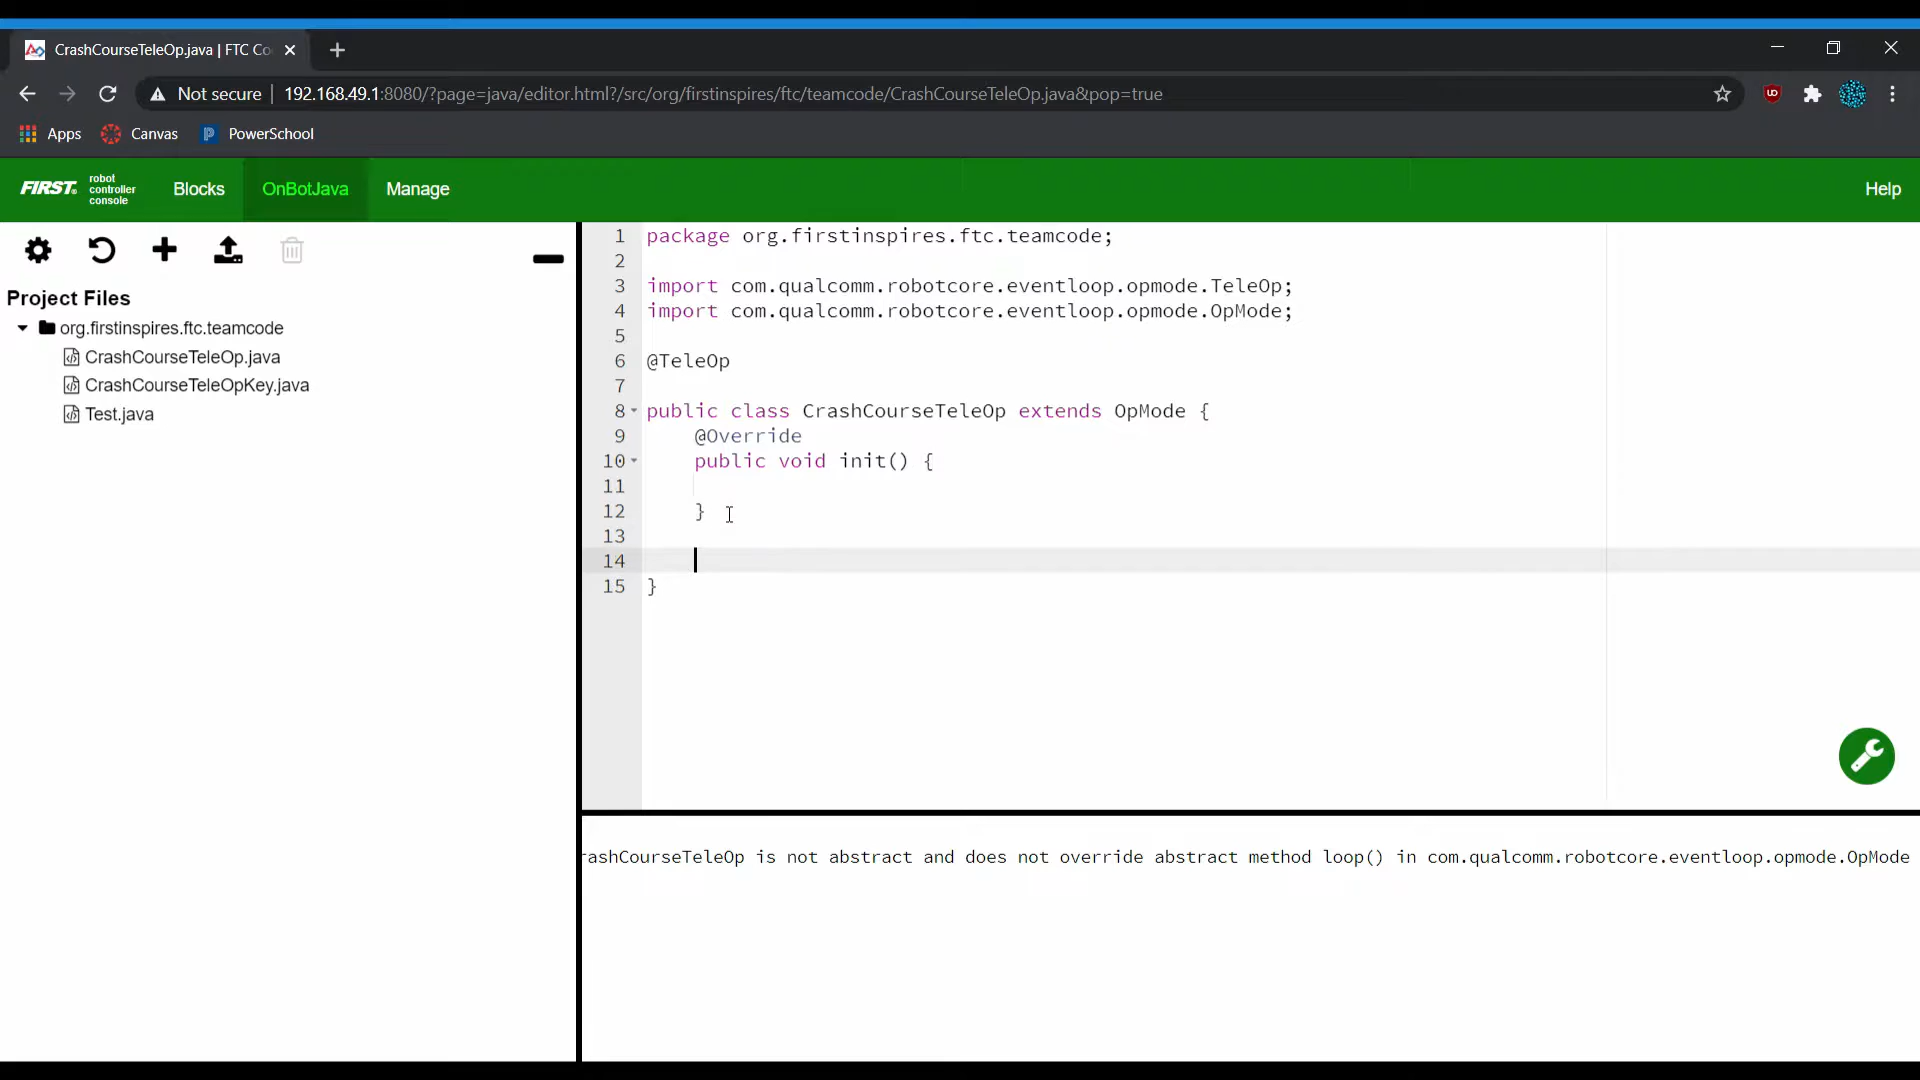 CrashCourseTeleOp.java | FTC Co
Not secure | 192.168.49.1:8080/?page=java/editor.html?/src/org/firstinspires/ftc/teamcode/CrashCourseTeleOp.java&pop=true
Apps Canvas PowerSchool
FIRST robot controller console Blocks OnBotJava Manage Help
Project Files
org.firstinspires.ftc.teamcode
CrashCourseTeleOp.java
CrashCourseTeleOpKey.java
Test.java
1 package org.firstinspires.ftc.teamcode;
2
3 import com.qualcomm.robotcore.eventloop.opmode.TeleOp;
4 import com.qualcomm.robotcore.eventloop.opmode.OpMode;
5
6 @TeleOp
7
8 public class CrashCourseTeleOp extends OpMode {
9 @Override
10 public void init() {
11
12 }
13
14
15 }
rashCourseTeleOp is not abstract and does not override abstract method loop() in com.qualcomm.robotcore.eventloop.opmode.OpMode